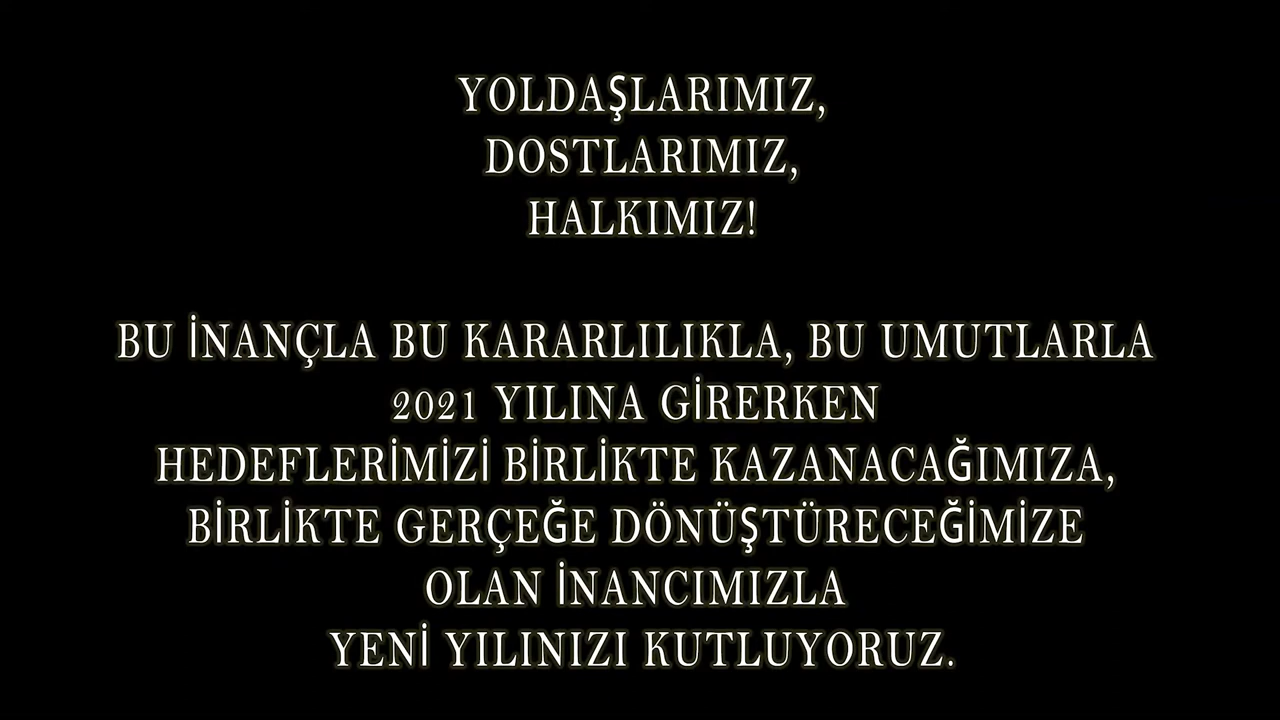 YOLDAŞLARIMIZ,
DOSTLARIMIZ,
HALKIMIZ!
BU İNANÇLA BU KARARLILIKLA, BU UMUTLARLA
2021 YILINA GİRERKEN
HEDEFLERİMİZİ BİRLİKTE KAZANACAĞIMIZA,
BİRLİKTE GERÇEĞE DÖNÜŞTÜRECEĞİMİZE
OLAN İNANCIMIZLA
YENİ YILINIZI KUTLUYORUZ.